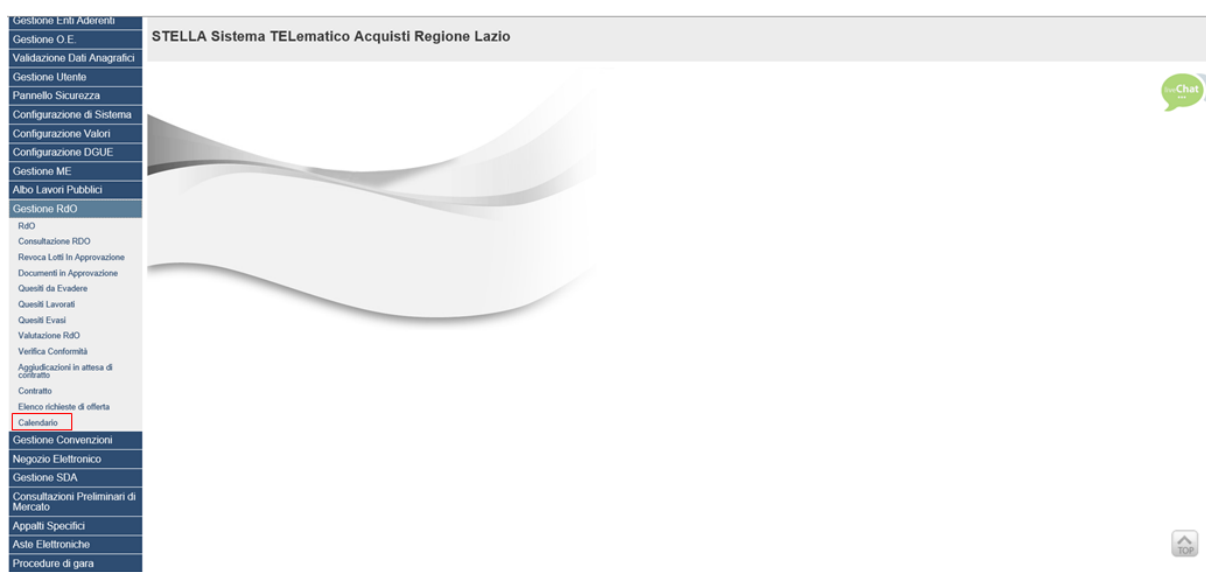 Gestione Enti Aderenti
Gestione O.E.
STELLA Sistema TELematico Acquisti Regione Lazio
Validazione Dati Anagrafici
Gestione Utente
Pannello Sicurezza
Configurazione di Sistema
Configurazione Valori
Configurazione DGUE
Gestione ME
Albo Lavori Pubblici
Gestione RdO
RdO
Consultazione RDO
Revoca Lotti In Approvazione
Documenti in Approvazione
Quesiti da Evadere
Quesiti Lavorati
Quesiti Evasi
Valutazione RdO
Verifica Conformità
Aggiudicazioni in attesa di
contratto
Contratto
Elenco richieste di offerta
Calendario
Gestione Convenzioni
Negozio Elettronico
Gestione SDA
Consultazioni Preliminari di
Mercato
Appalti Specifici
Aste Elettroniche
Procedure di gara
liveChat
TOP